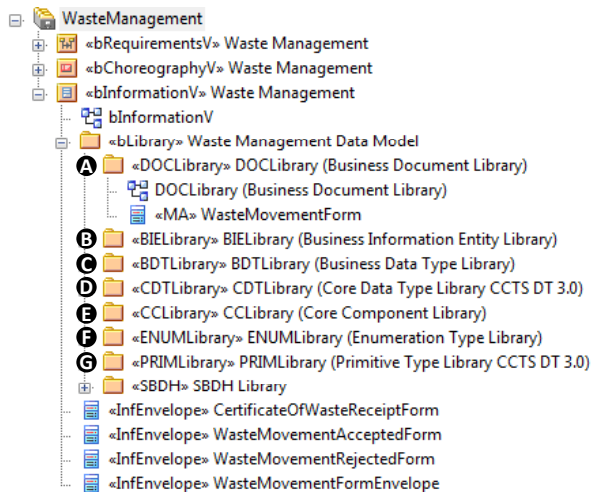 WasteManagement
«bRequirementsV» Waste Management
«bChoreographyV» Waste Management
«bInformationV» Waste Management
bInformationV
«bLibrary» Waste Management Data Model
A «DOCLibrary» DOCLibrary (Business Document Library)
DOCLibrary (Business Document Library)
«MA» WasteMovementForm
B «BIELibrary» BIELibrary (Business Information Entity Library)
C «BDTLibrary» BDTLibrary (Business Data Type Library)
D «CDTLibrary» CDTLibrary (Core Data Type Library CCTS DT 3.0)
E «CCLibrary» CCLibrary (Core Component Library)
F «ENUMLibrary» ENUMLibrary (Enumeration Type Library)
G «PRIMLibrary» PRIMLibrary (Primitive Type Library CCTS DT 3.0)
«SBDH» SBDH Library
«InfEnvelope» CertificateOfWasteReceiptForm
«InfEnvelope» WasteMovementAcceptedForm
«InfEnvelope» WasteMovementRejectedForm
«InfEnvelope» WasteMovementFormEnvelope